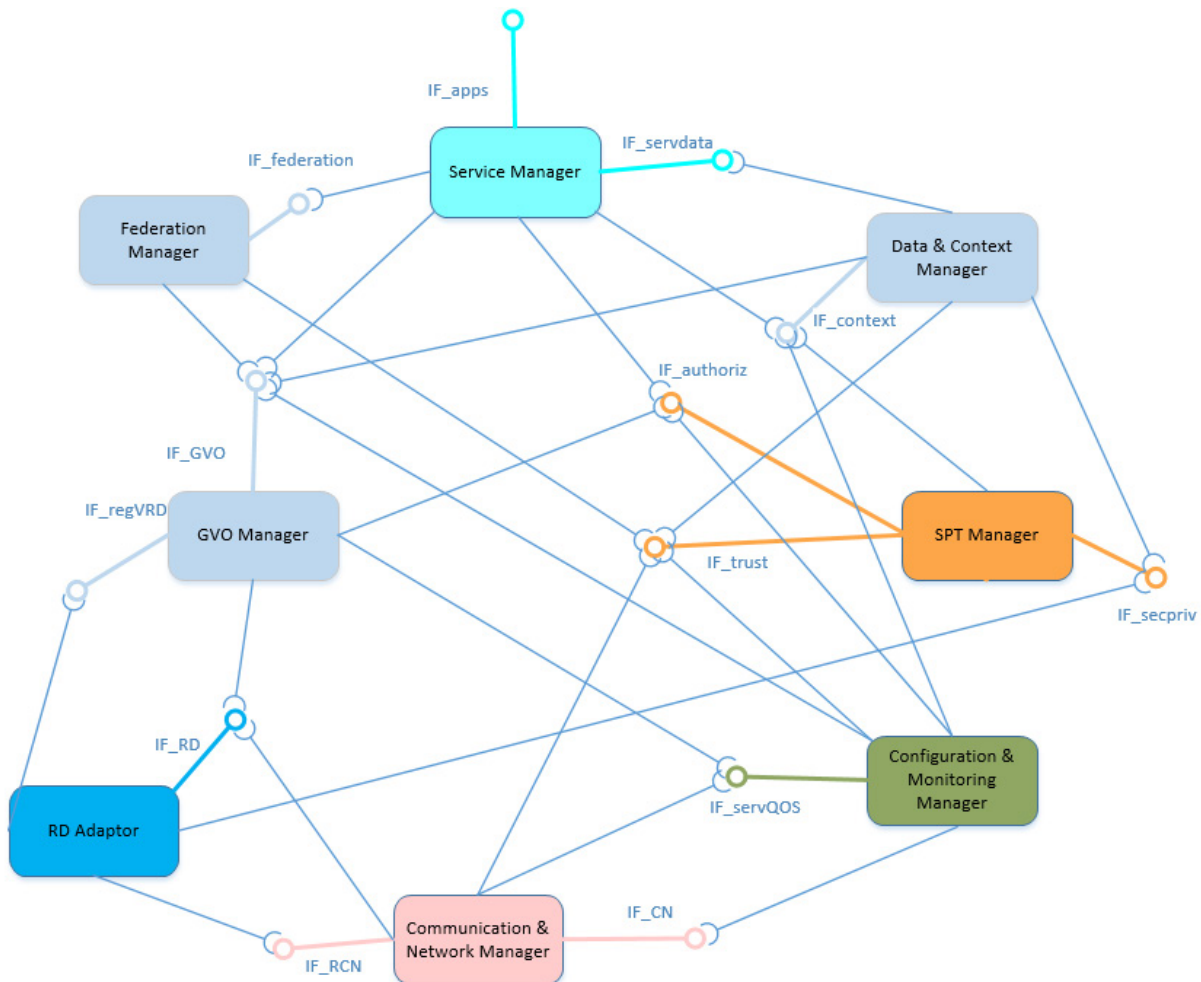 IF_apps
IF_servdata
IF_federation
Service Manager
Federation
Manager
Data & Context
Manager
IF_context
IF_authoriz
IF_GVO
IF_regVRD
GVO Manager
SPT Manager
IF_trust
IF_secpriv
IF_RD
Configuration &
Monitoring
Manager
IF_servQOS
RD Adaptor
IF_CN
Communication &
Network Manager
IF_RCN